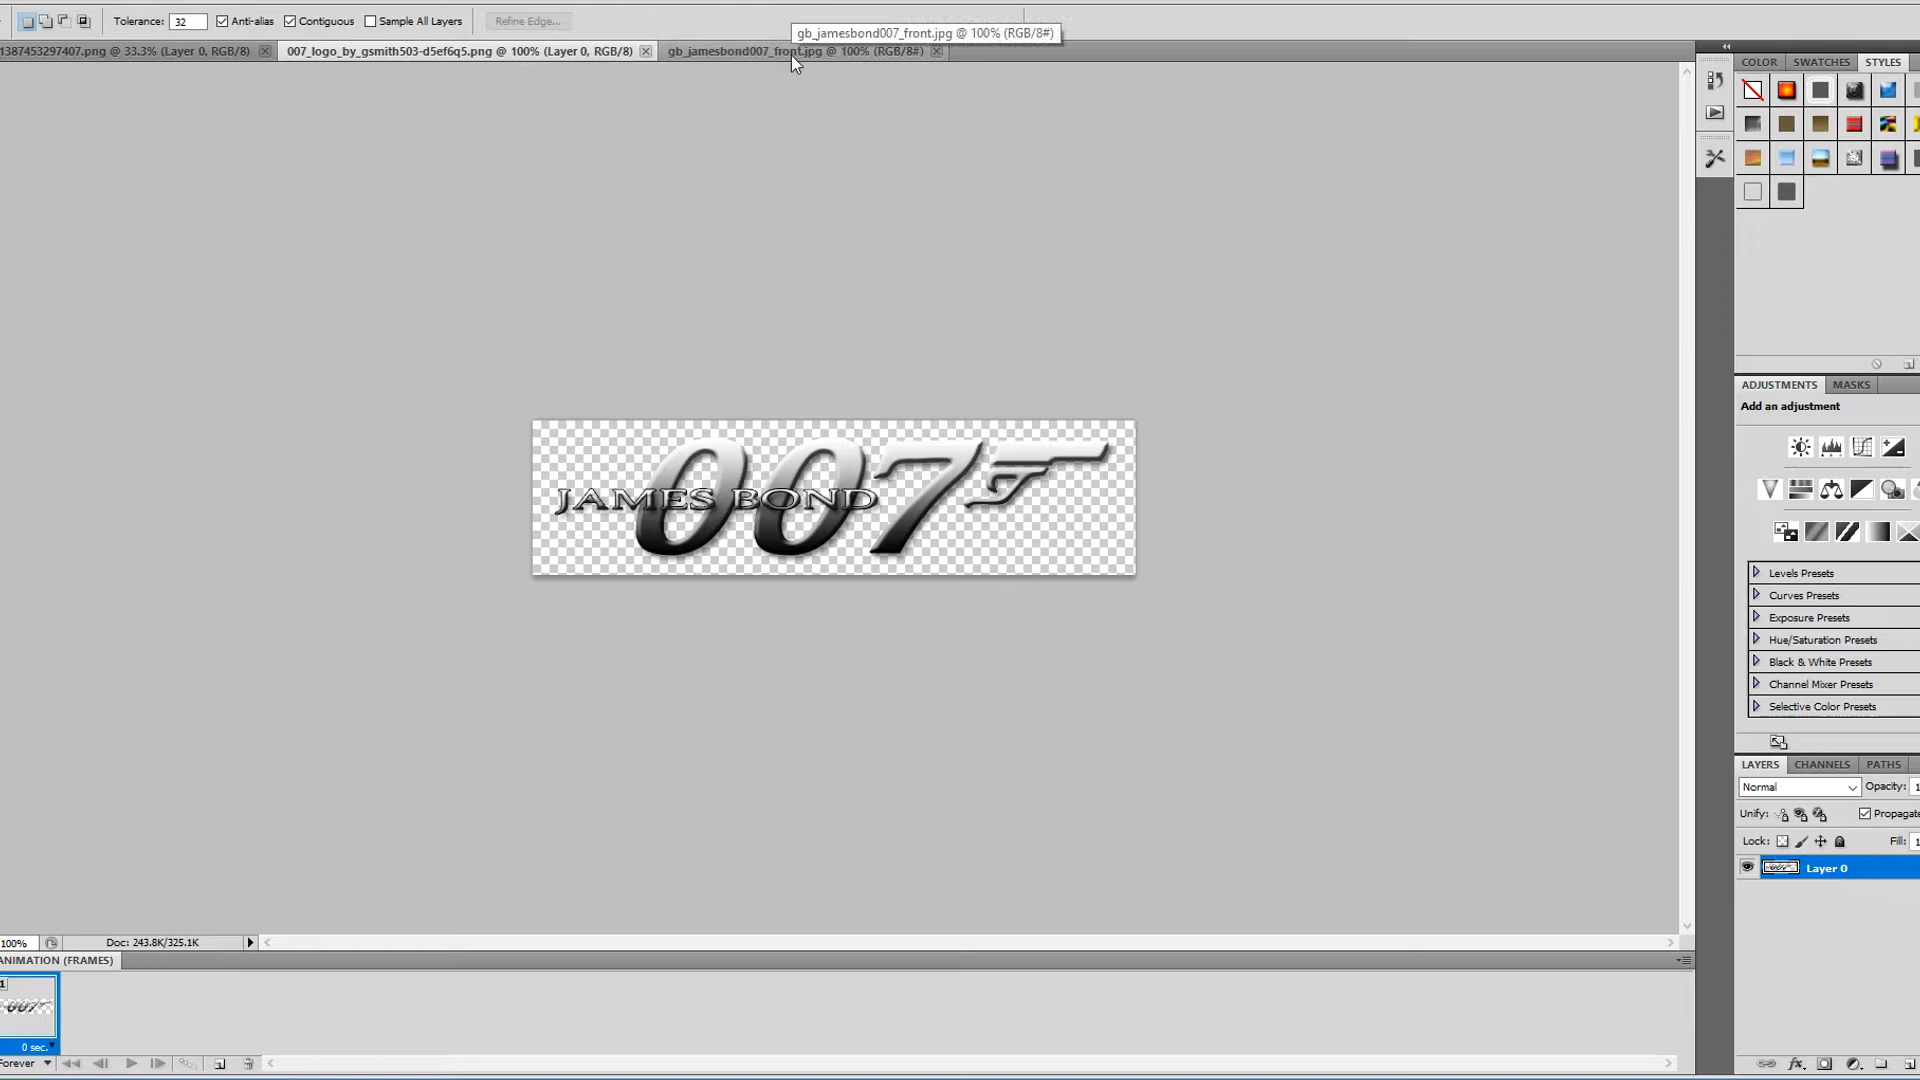 Tolerance: 32 Anti-alias Contiguous Sample All Layers Refine Edge...
gb_jamesbond007_front.jpg @ 100% (RGB/8#)
1387453297407.png @ 33.3% (Layer 0, RGB/8) 007_logo_by_gsmith503-d5ef6q5.png @ 100% (Layer 0, RGB/8) gb_jamesbond007_front.jpg @ 100% (RGB/8#)
COLOR SWATCHES STYLES
007
JAMES BOND
ADJUSTMENTS MASKS
Add an adjustment
Levels Presets
Curves Presets
Exposure Presets
Hue/Saturation Presets
Black & White Presets
Channel Mixer Presets
Selective Color Presets
LAYERS CHANNELS PATHS
Normal Opacity: 1
Unify: Propagate
Lock: Fill: 1
Layer 0
100% Doc: 243.8K/325.1K
ANIMATION (FRAMES)
1
007
0 sec.
Forever